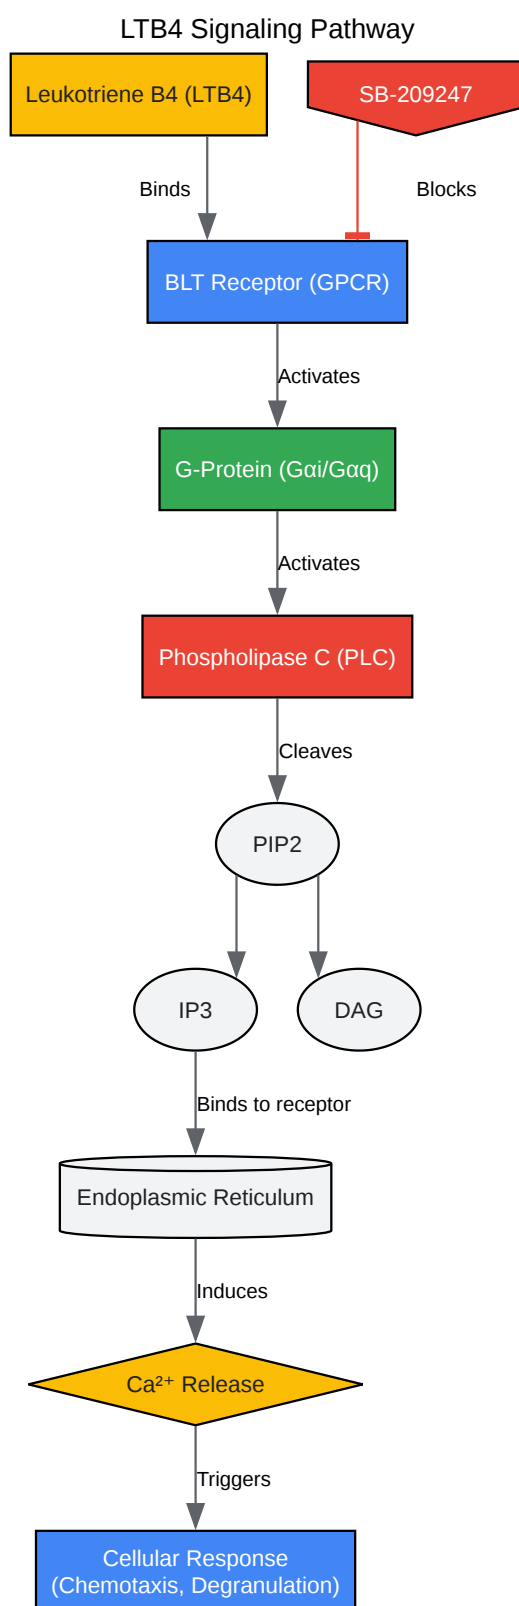 LTB4 Signaling Pathway
Leukotriene B4 (LTB4)
SB-209247
Binds
Blocks
BLT Receptor (GPCR)
Activates
G-Protein (Gαi/Gαq)
Activates
Phospholipase C (PLC)
Cleaves
PIP2
IP3
DAG
Binds to receptor
Endoplasmic Reticulum
Induces
Ca²⁺ Release
Triggers
Cellular Response
(Chemotaxis, Degranulation)